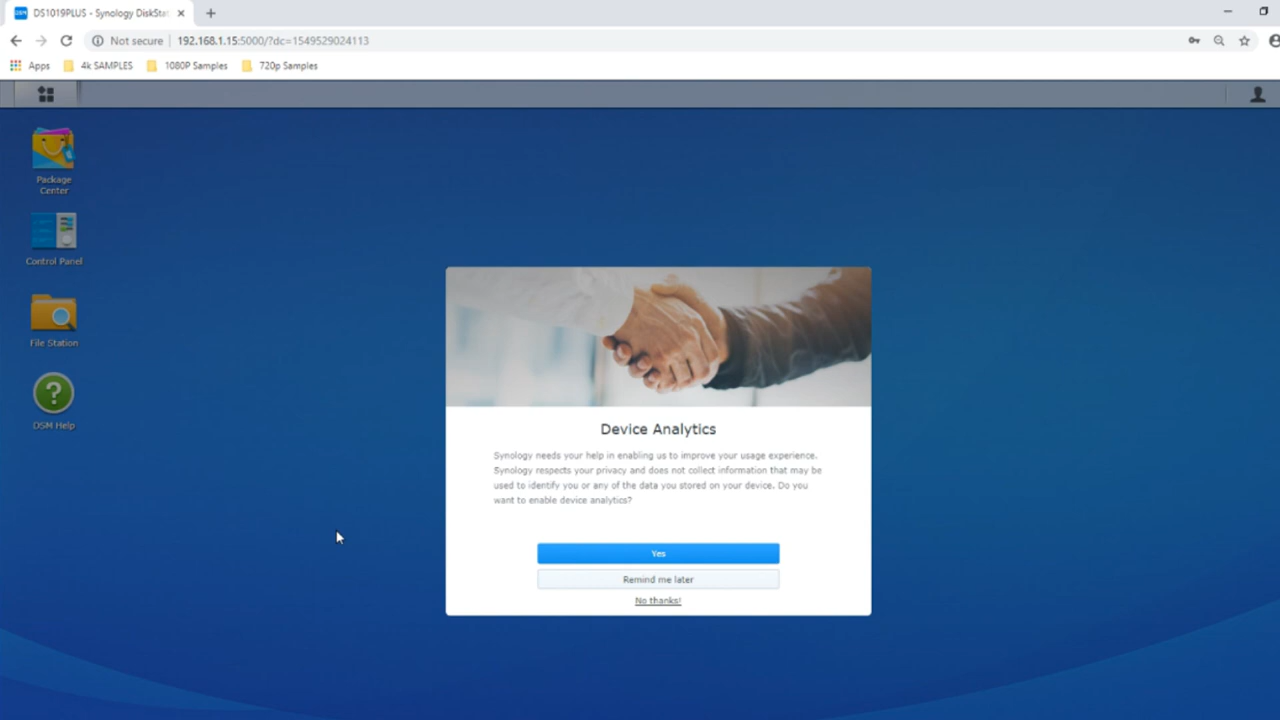 DS1019PLUS - Synology DiskStat
Not secure
192.168.1.15:5000/?dc=1549529024113
Apps
4k SAMPLES
1080P Samples
720p Samples
Package
Center
Control Panel
File Station
DSM Help
Device Analytics
Synology needs your help in enabling us to improve your usage experience.
Synology respects your privacy and does not collect information that may be
used to identify you or any of the data you stored on your device. Do you
want to enable device analytics?
Yes
Remind me later
No thanks!